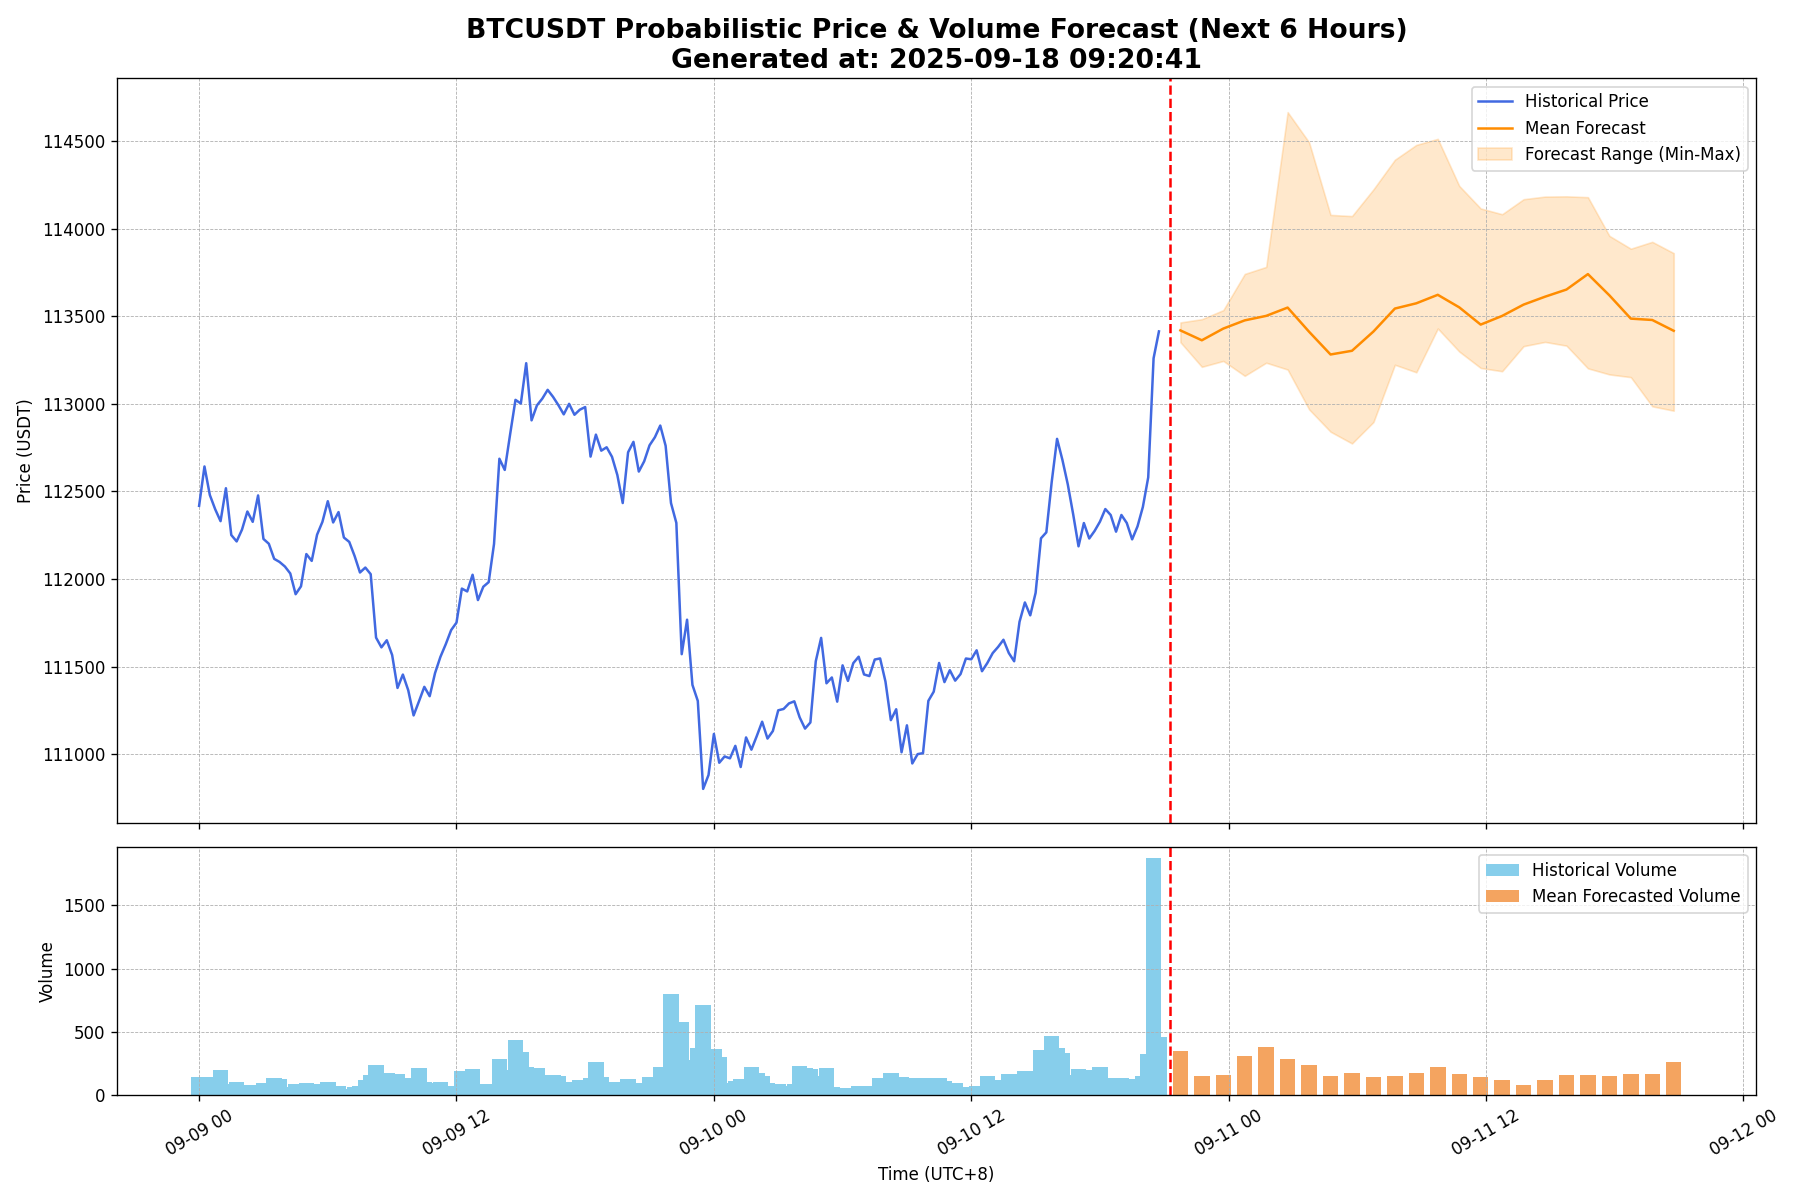 BTCUSDT Probabilistic Price & Volume Forecast (Next 6 Hours)
Generated at: 2025-09-18 09:20:41
Price (USDT)
114500
114000
113500
113000
112500
112000
111500
111000
Historical Price
Mean Forecast
Forecast Range (Min-Max)
Volume
1500
1000
500
0
Historical Volume
Mean Forecasted Volume
09-09 00
09-09 12
09-10 00
09-10 12
09-11 00
09-11 12
09-12 00
Time (UTC+8)